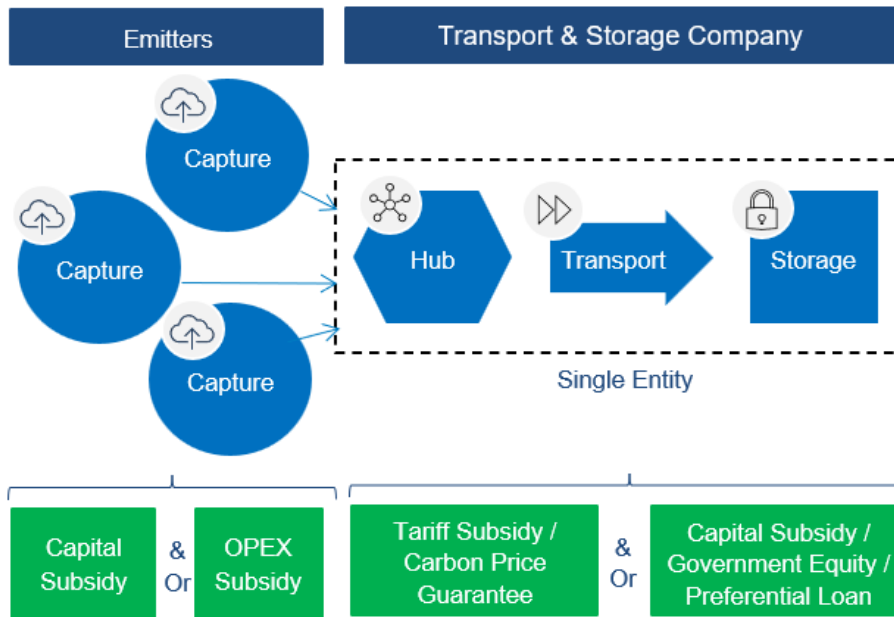 Emitters
Transport & Storage Company
Capture
Capture
Capture
Hub
Transport
Storage
Single Entity
Capital
Subsidy
&
Or
OPEX
Subsidy
Tariff Subsidy /
Carbon Price
Guarantee
&
Or
Capital Subsidy /
Government Equity /
Preferential Loan